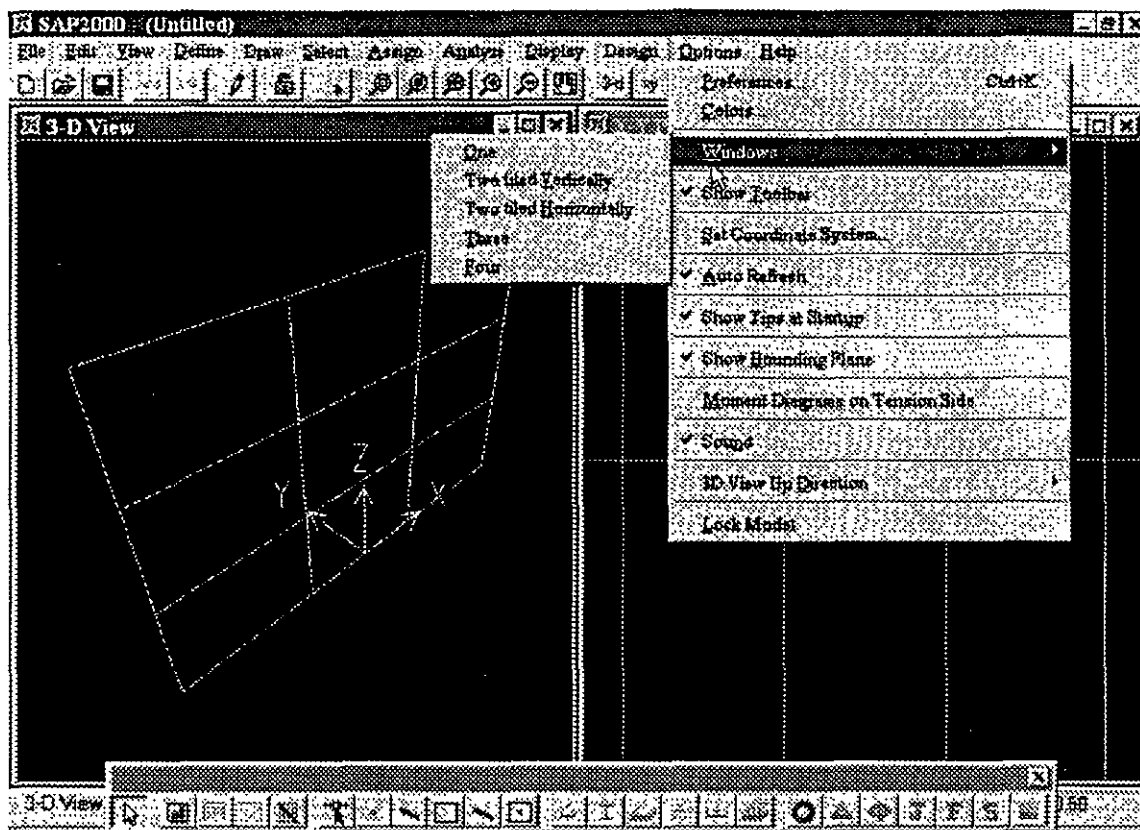 SAP2000 - (Untitled)
File Edit View Define Draw Select Assign Analyze Display Design Options Help
3-D View
Preferences... Ctrl+K
Colors...
Windows
Show Toolbar
Set Coordinate System...
Auto Refresh
Show Tips at Startup
Show Bounding Plane
Moment Diagrams on Tension Side
Sound
3D View Up Direction
Lock Model
One
Two tiled Vertically
Two tiled Horizontally
Three
Four
Z
Y
X
3-D View